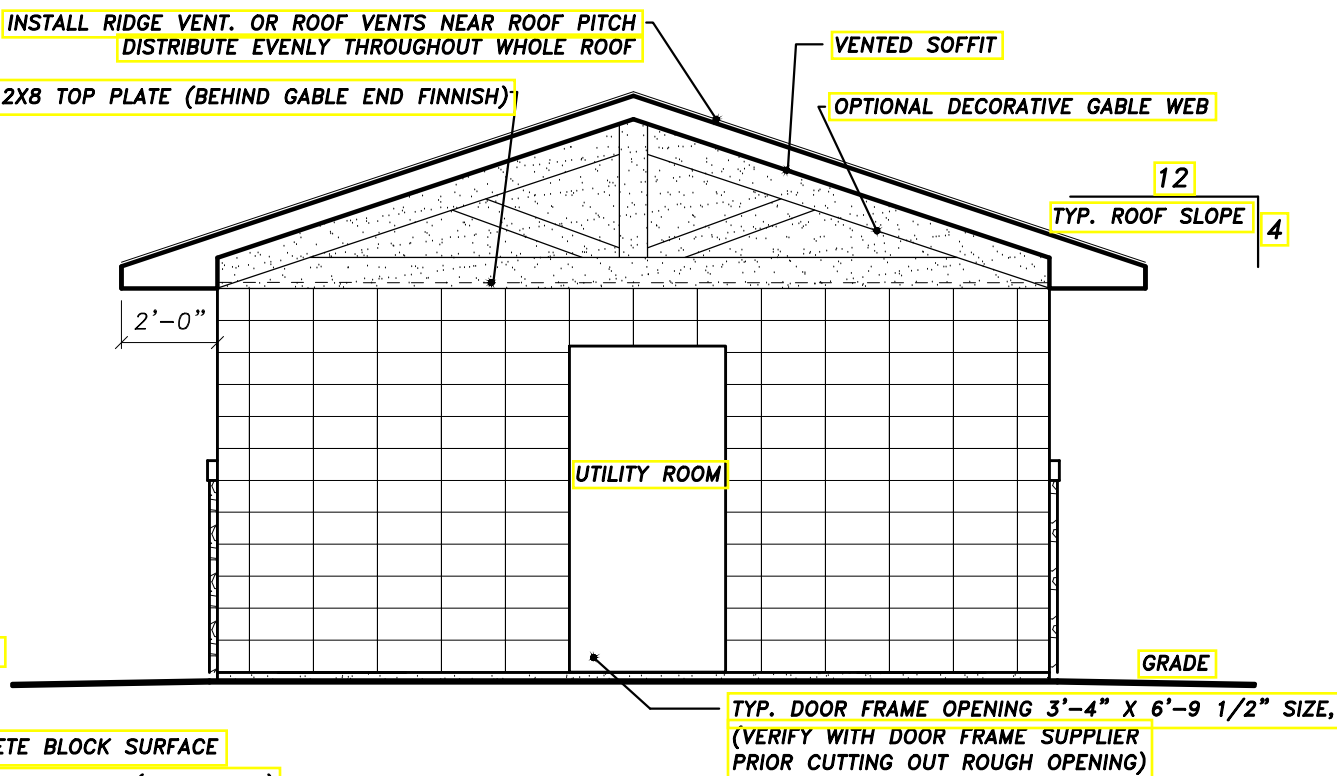 INSTALL RIDGE VENT. OR ROOF VENTS NEAR ROOF PITCH
DISTRIBUTE EVENLY THROUGHOUT WHOLE ROOF
VENTED SOFFIT
2X8 TOP PLATE (BEHIND GABLE END FINNISH)
OPTIONAL DECORATIVE GABLE WEB
12
TYP. ROOF SLOPE
4
2'-0"
UTILITY ROOM
GRADE
TYP. DOOR FRAME OPENING 3'-4" X 6'-9 1/2" SIZE,
(VERIFY WITH DOOR FRAME SUPPLIER
PRIOR CUTTING OUT ROUGH OPENING)
BLOCK SURFACE